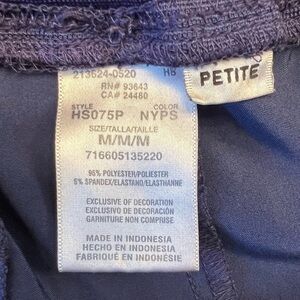 213624-0520 HB
RN# 93643
CA# 24460
STYLE COLOR
HS075P NYPS
SIZE/TALLA/TAILLE
M/M/M
716605135220
95% POLYESTER/POLIESTER
5% SPANDEX/ELASTANO/ELASTHANNE
EXCLUSIVE OF DECORATION
EXCLUSIVO DE DECORACIÓN
GARNITURE NON COMPRISE
MADE IN INDONESIA
HECHO EN INDONESIA
FABRIQUÉ EN INDONÉSIE
PETITE